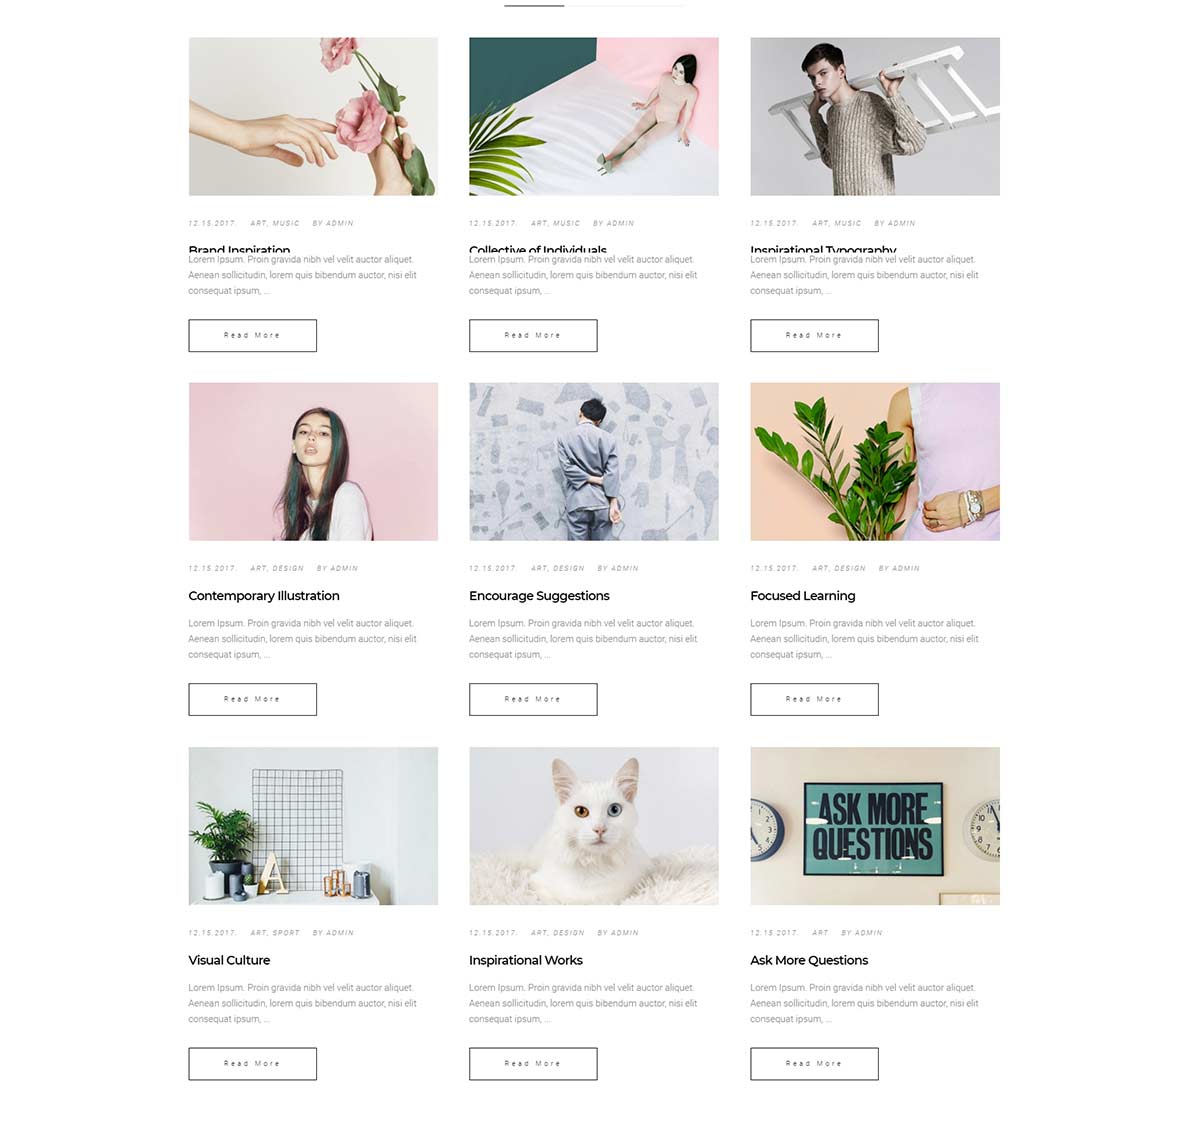 12.15.2017. ART, MUSIC BY ADMIN
Brand Inspiration
Lorem Ipsum. Proin gravida nibh vel velit auctor aliquet.
Aenean sollicitudin, lorem quis bibendum auctor, nisi elit
consequat ipsum, ...
Read More
12.15.2017. ART, MUSIC BY ADMIN
Collective of Individuals
Lorem Ipsum. Proin gravida nibh vel velit auctor aliquet.
Aenean sollicitudin, lorem quis bibendum auctor, nisi elit
consequat ipsum, ...
Read More
12.15.2017. ART, MUSIC BY ADMIN
Inspirational Typography
Lorem Ipsum. Proin gravida nibh vel velit auctor aliquet.
Aenean sollicitudin, lorem quis bibendum auctor, nisi elit
consequat ipsum, ...
Read More
12.15.2017. ART, DESIGN BY ADMIN
Contemporary Illustration
Lorem Ipsum. Proin gravida nibh vel velit auctor aliquet.
Aenean sollicitudin, lorem quis bibendum auctor, nisi elit
consequat ipsum, ...
Read More
12.15.2017. ART, DESIGN BY ADMIN
Encourage Suggestions
Lorem Ipsum. Proin gravida nibh vel velit auctor aliquet.
Aenean sollicitudin, lorem quis bibendum auctor, nisi elit
consequat ipsum, ...
Read More
12.15.2017. ART, DESIGN BY ADMIN
Focused Learning
Lorem Ipsum. Proin gravida nibh vel velit auctor aliquet.
Aenean sollicitudin, lorem quis bibendum auctor, nisi elit
consequat ipsum, ...
Read More
A
12.15.2017. ART, SPORT BY ADMIN
Visual Culture
Lorem Ipsum. Proin gravida nibh vel velit auctor aliquet.
Aenean sollicitudin, lorem quis bibendum auctor, nisi elit
consequat ipsum, ...
Read More
12.15.2017. ART, DESIGN BY ADMIN
Inspirational Works
Lorem Ipsum. Proin gravida nibh vel velit auctor aliquet.
Aenean sollicitudin, lorem quis bibendum auctor, nisi elit
consequat ipsum, ...
Read More
ASK MORE
QUESTIONS
12.15.2017. ART BY ADMIN
Ask More Questions
Lorem Ipsum. Proin gravida nibh vel velit auctor aliquet.
Aenean sollicitudin, lorem quis bibendum auctor, nisi elit
consequat ipsum, ...
Read More